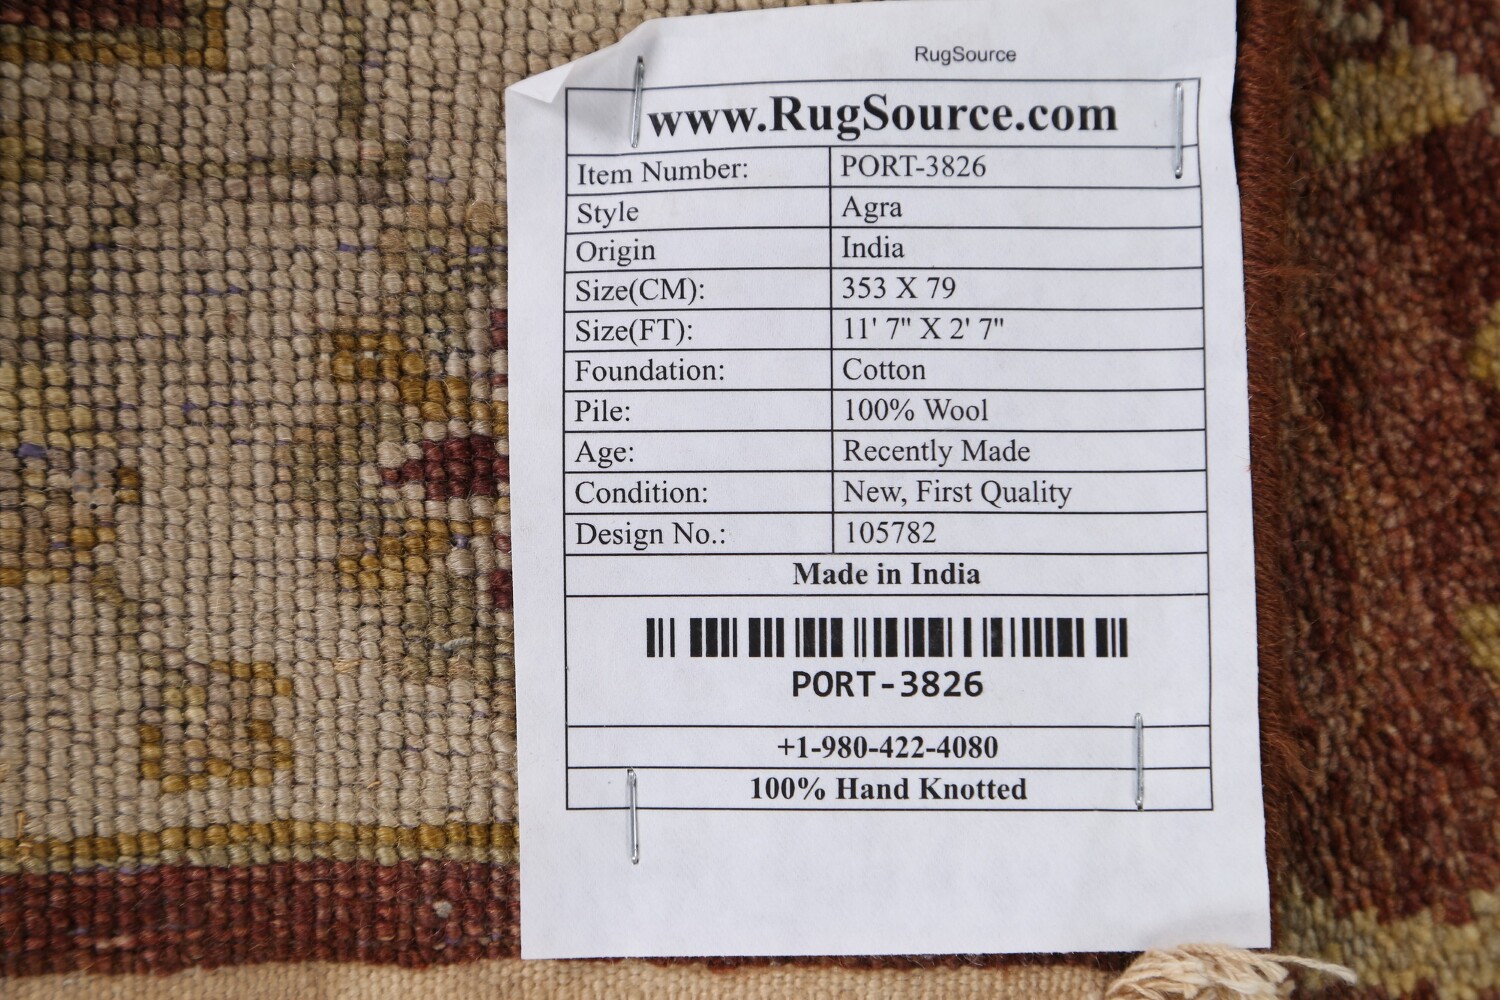 RugSource
www.RugSource.com
Item Number: PORT-3826
Style Agra
Origin India
Size(CM): 353 X 79
Size(FT): 11' 7" X 2' 7"
Foundation: Cotton
Pile: 100% Wool
Age: Recently Made
Condition: New, First Quality
Design No.: 105782
Made in India
PORT-3826
+1-980-422-4080
100% Hand Knotted